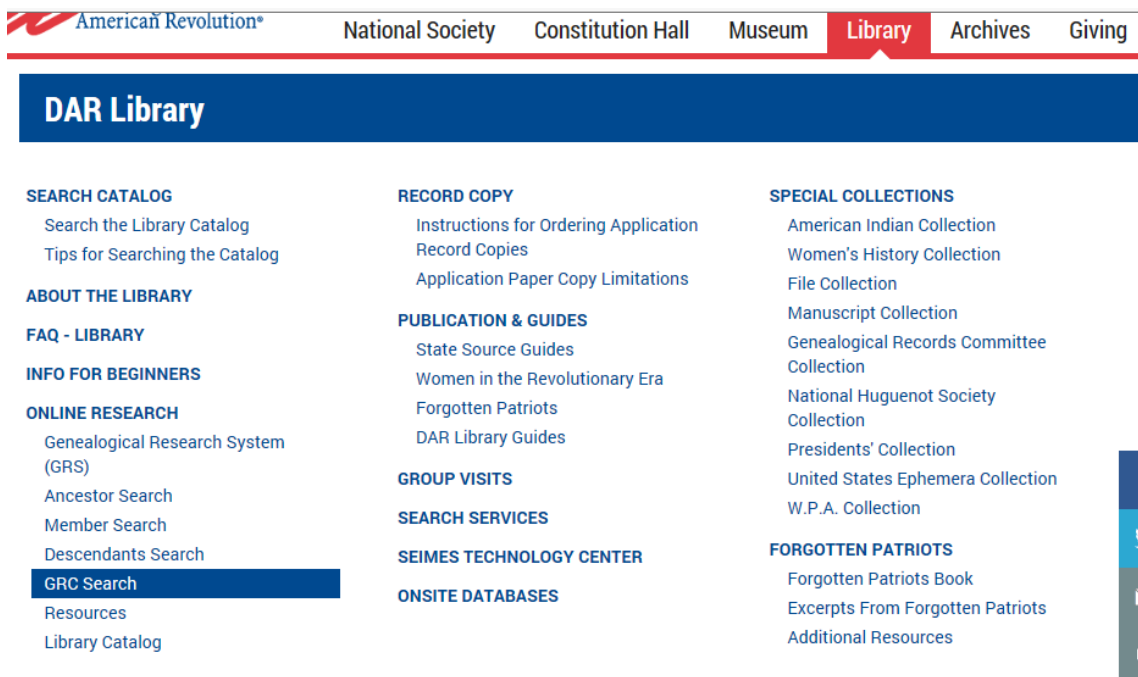 American Revolution®
National Society
Constitution Hall
Museum
Library
Archives
Giving
DAR Library
SEARCH CATALOG
Search the Library Catalog
Tips for Searching the Catalog
ABOUT THE LIBRARY
FAQ - LIBRARY
INFO FOR BEGINNERS
ONLINE RESEARCH
Genealogical Research System
(GRS)
Ancestor Search
Member Search
Descendants Search
GRC Search
Resources
Library Catalog
RECORD COPY
Instructions for Ordering Application
Record Copies
Application Paper Copy Limitations
PUBLICATION & GUIDES
State Source Guides
Women in the Revolutionary Era
Forgotten Patriots
DAR Library Guides
GROUP VISITS
SEARCH SERVICES
SEIMES TECHNOLOGY CENTER
ONSITE DATABASES
SPECIAL COLLECTIONS
American Indian Collection
Women's History Collection
File Collection
Manuscript Collection
Genealogical Records Committee
Collection
National Huguenot Society
Collection
Presidents' Collection
United States Ephemera Collection
W.P.A. Collection
FORGOTTEN PATRIOTS
Forgotten Patriots Book
Excerpts From Forgotten Patriots
Additional Resources